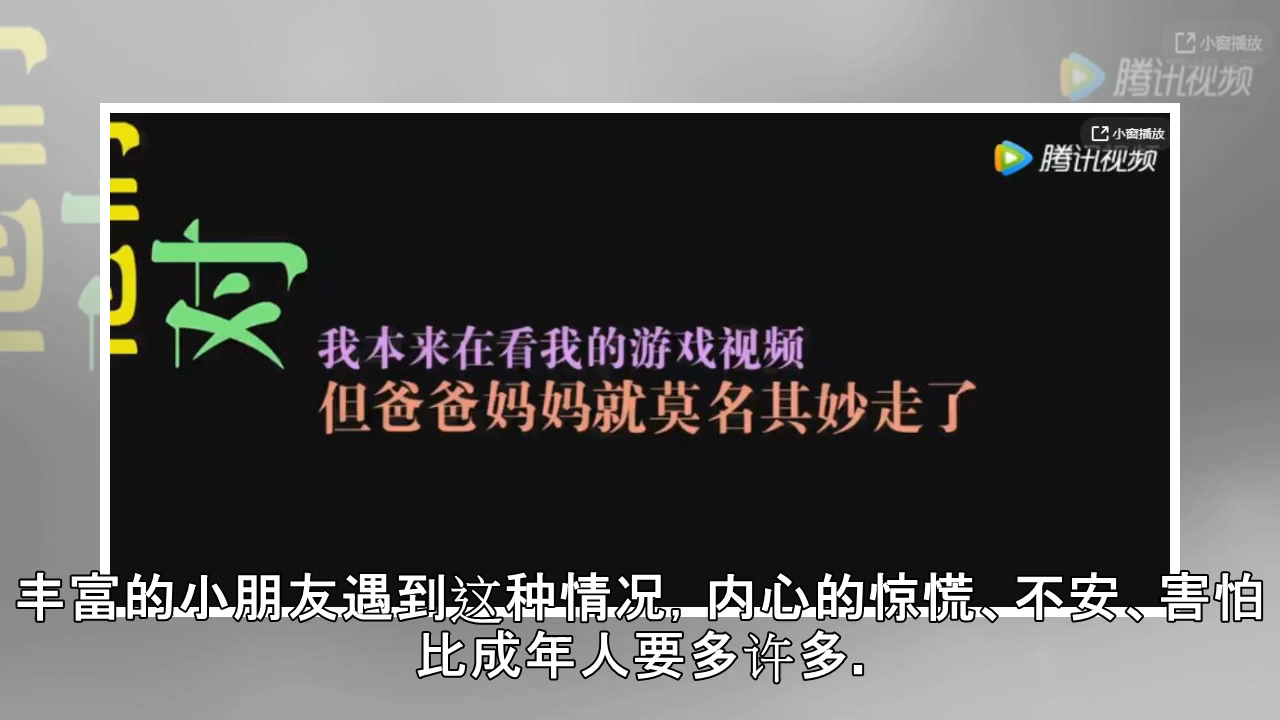 小窗播放
腾讯视频
小窗播放
腾讯视频
对
我本来在看我的游戏视频
但爸爸妈妈就莫名其妙走了
丰富的小朋友遇到这种情况, 内心的惊慌、不安、害怕
比成年人要多许多.